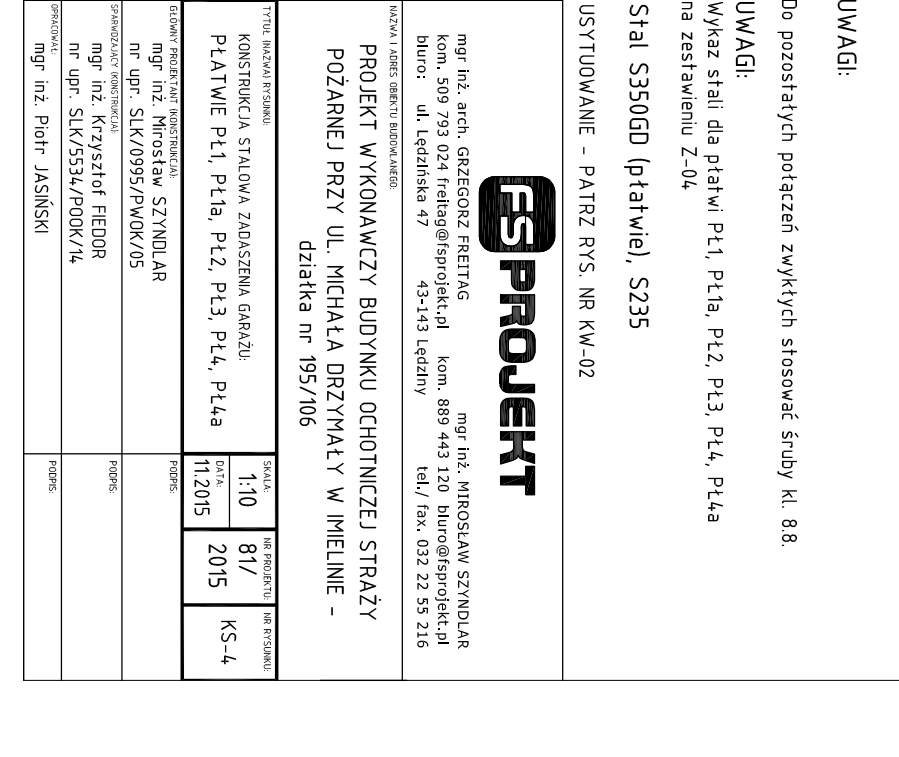 UWAGI:
Do pozostałych połączeń zwykłych stosować śruby kl. 8.8.
UWAGI:
Wykaz stali dla płatwi PŁ1, PŁ1a, PŁ2, PŁ3, PŁ4, PŁ4a
na zestawieniu Z-04
Stal S350GD (płatwie), S235
USYTUOWANIE - PATRZ RYS. NR KW-02
FS PROJEKT
mgr inż. arch. GRZEGORZ FREITAG mgr inż. MIROSŁAW SZYNDLAR
kom. 509 793 024 freitag@fsprojekt.pl kom. 889 443 120 biuro@fsprojekt.pl
biuro: ul. Lędzińska 47 43-143 Lędziny tel./ fax. 032 22 55 216
NAZWA I ADRES OBIEKTU BUDOWLANEGO:
PROJEKT WYKONAWCZY BUDYNKU OCHOTNICZEJ STRAŻY
POŻARNEJ PRZY UL. MICHAŁA DRZYMAŁY W IMIELINIE -
działka nr 195/106
TYTUŁ (NAZWA) RYSUNKU:
KONSTRUKCJA STALOWA ZADASZENIA GARAŻU:
PŁATWIE PŁ1, PŁ1a, PŁ2, PŁ3, PŁ4, PŁ4a
SKALA:
1:10
DATA:
11.2015
NR PROJEKTU:
81/
2015
NR RYSUNKU:
KS-4
GŁÓWNY PROJEKTANT (KONSTRUKCJA):
mgr inż. Mirosław SZYNDLAR
nr upr. SLK/0995/PWOK/05
PODPIS:
SPARWDZAJĄCY (KONSTRUKCJA):
mgr inż. Krzysztof FIEDOR
nr upr. SLK/5534/POOK/14
PODPIS:
OPRACOWAŁ:
mgr inż. Piotr JASIŃSKI
PODPIS: